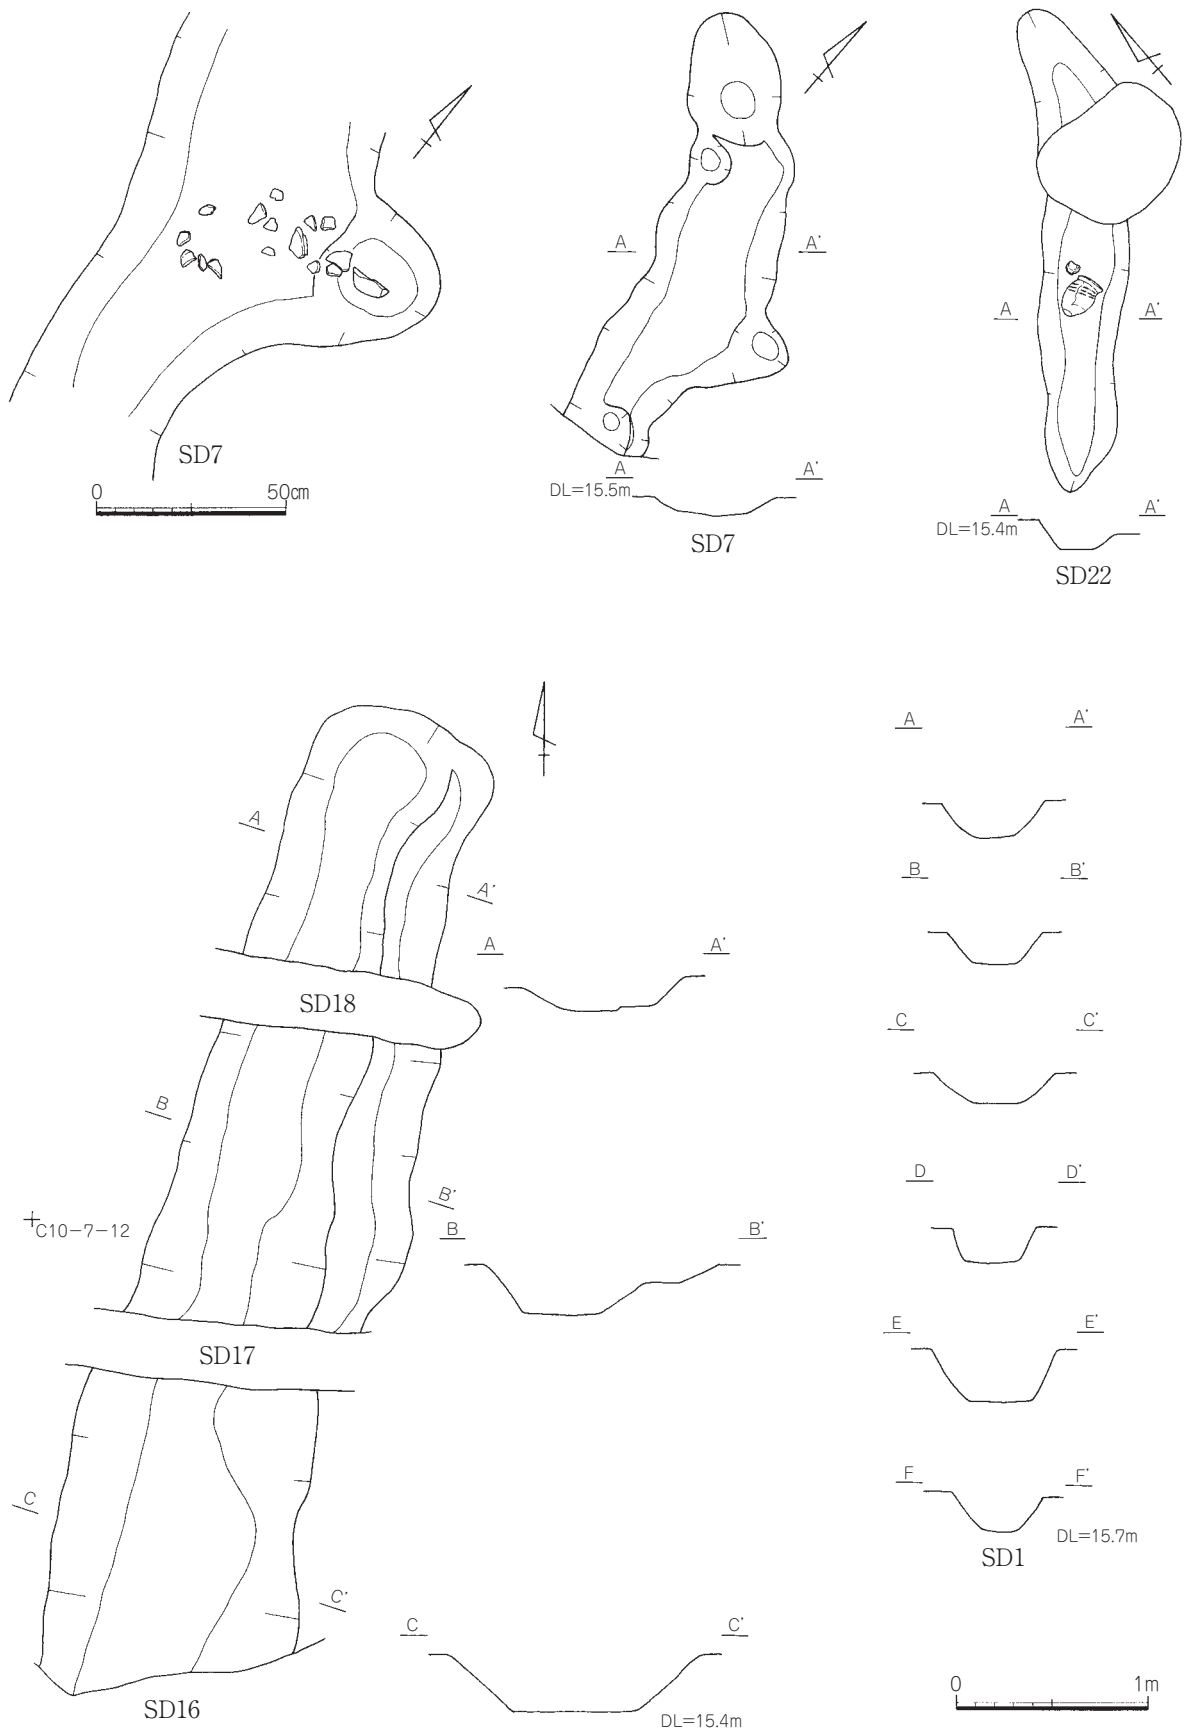 SD7
0 50㎝
A A'
A A'
DL=15.5m
SD7
A A'
A A'
DL=15.4m
SD22
A
A'
A A'
SD18
B
B'
B B'
C10-7-12
SD17
C
C'
C C'
DL=15.4m
SD16
A A'
B B'
C C'
D D'
E E'
F F'
DL=15.7m
SD1
0 1m